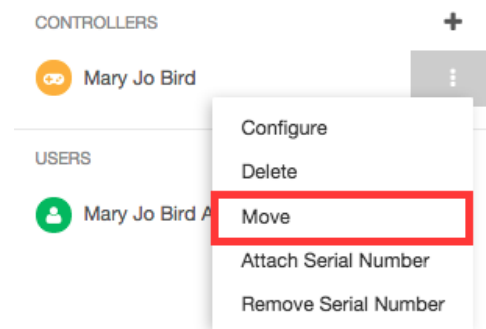 CONTROLLERS
Mary Jo Bird
Configure
USERS
Delete
Mary Jo Bird A
Move
Attach Serial Number
Remove Serial Number